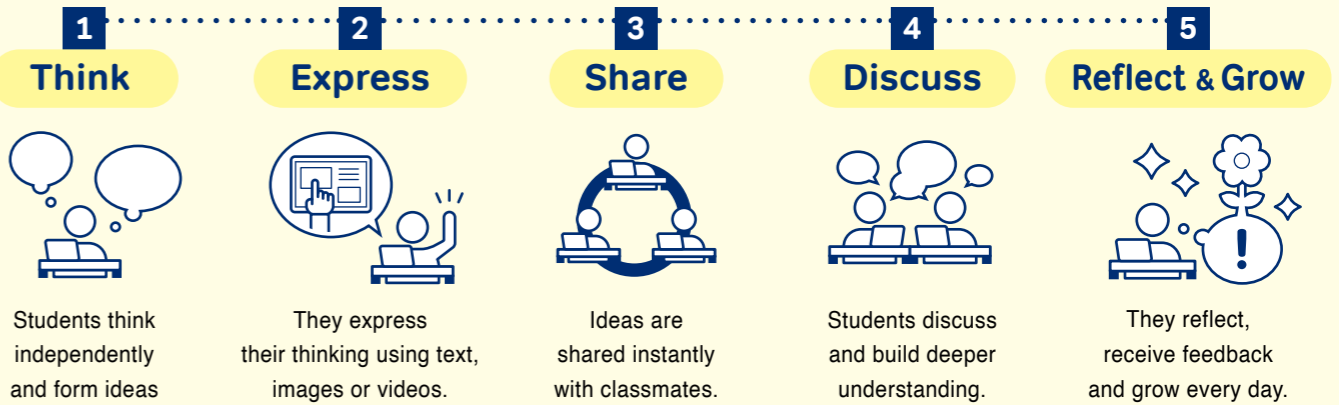 1
Think
Students think
independently
and form ideas
2
Express
They express
their thinking using text,
images or videos.
3
Share
Ideas are
shared instantly
with classmates.
4
Discuss
Students discuss
and build deeper
understanding.
5
Reflect & Grow
!
They reflect,
receive feedback
and grow every day.